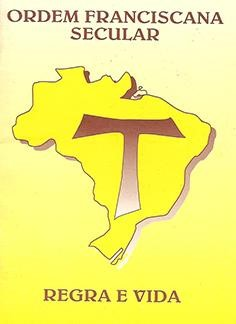 ORDEM FRANCISCANA
SECULAR
REGRA E VIDA